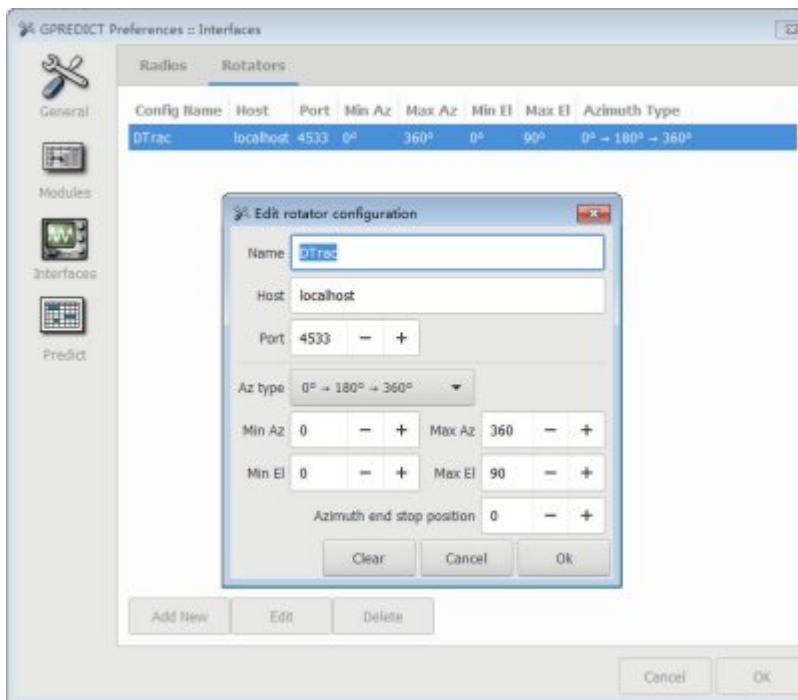 GPREDICT Preferences :: Interfaces
General
Modules
Interfaces
Predict
Radios Rotators
Config Name Host Port Min Az Max Az Min El Max El Azimuth Type
DTrac localhost 4533 0° 360° 0° 90° 0° → 180° → 360°
Edit rotator configuration
Name DTrac
Host localhost
Port 4533 − +
Az type 0° → 180° → 360°
Min Az 0 − + Max Az 360 − +
Min El 0 − + Max El 90 − +
Azimuth end stop position 0 − +
Clear Cancel Ok
Add New Edit Delete
Cancel OK